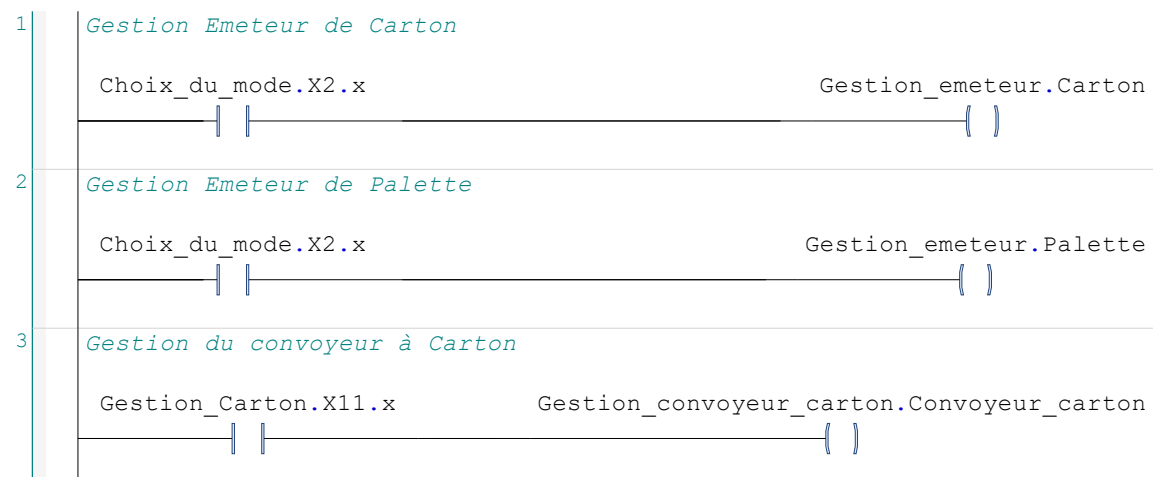 1 Gestion Emeteur de Carton
Choix_du_mode.X2.x Gestion_emeteur.Carton
2 Gestion Emeteur de Palette
Choix_du_mode.X2.x Gestion_emeteur.Palette
3 Gestion du convoyeur à Carton
Gestion_Carton.X11.x Gestion_convoyeur_carton.Convoyeur_carton